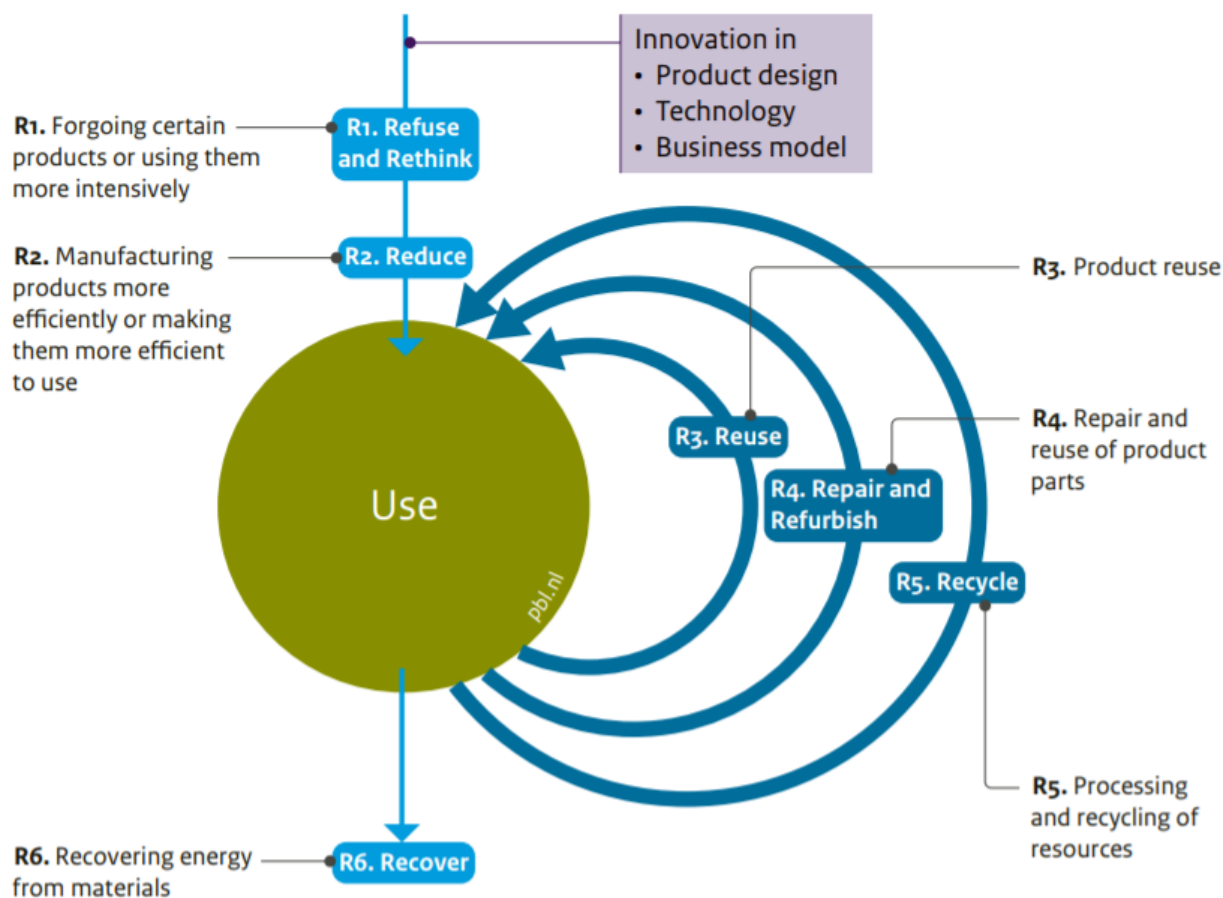 Innovation in
• Product design
• Technology
• Business model
R1. Forgoing certain
products or using them
more intensively
R1. Refuse
and Rethink
R2. Manufacturing
products more
efficiently or making
them more efficient
to use
R2. Reduce
R3. Product reuse
R3. Reuse
R4. Repair and
reuse of product
parts
R4. Repair and
Refurbish
Use
pbl.nl
R5. Recycle
R5. Processing
and recycling of
resources
R6. Recovering energy
from materials
R6. Recover